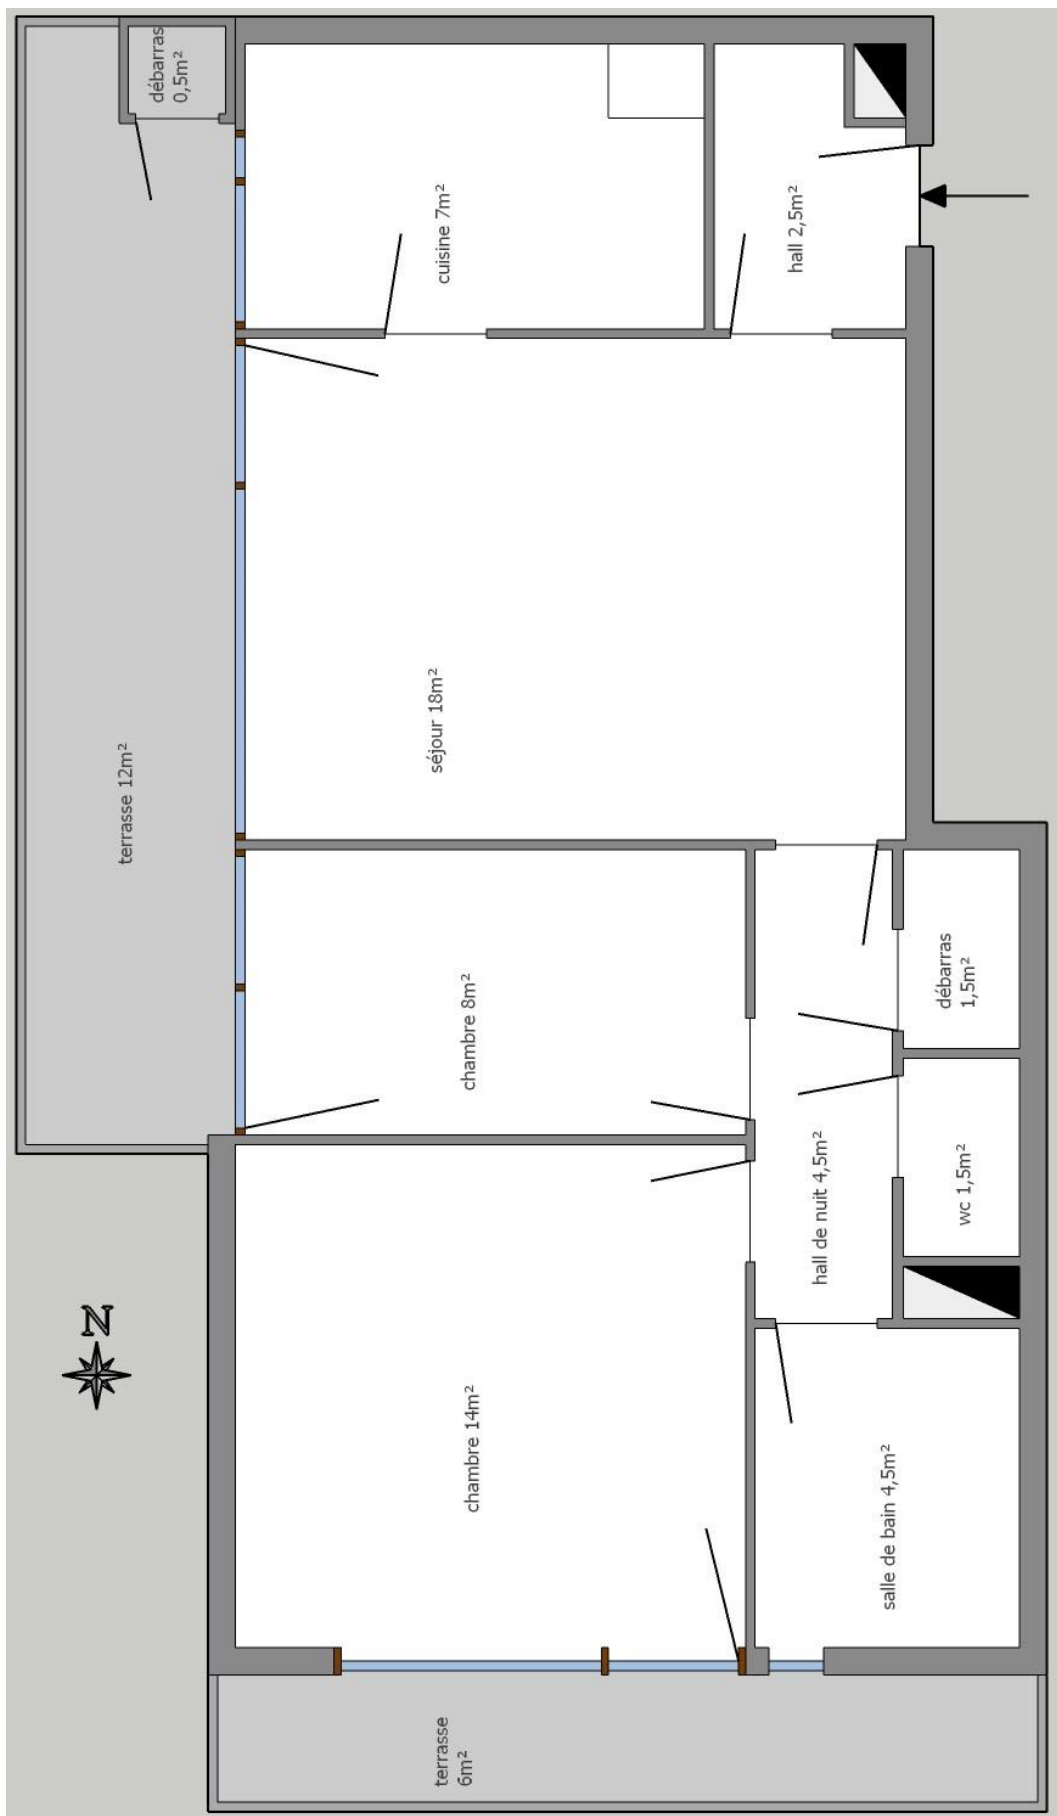 débarras
0,5m²
cuisine 7m²
hall 2,5m²
séjour 18m²
terrasse 12m²
chambre 8m²
débarras
1,5m²
hall de nuit 4,5m²
wc 1,5m²
N
chambre 14m²
salle de bain 4,5m²
terrasse
6m²